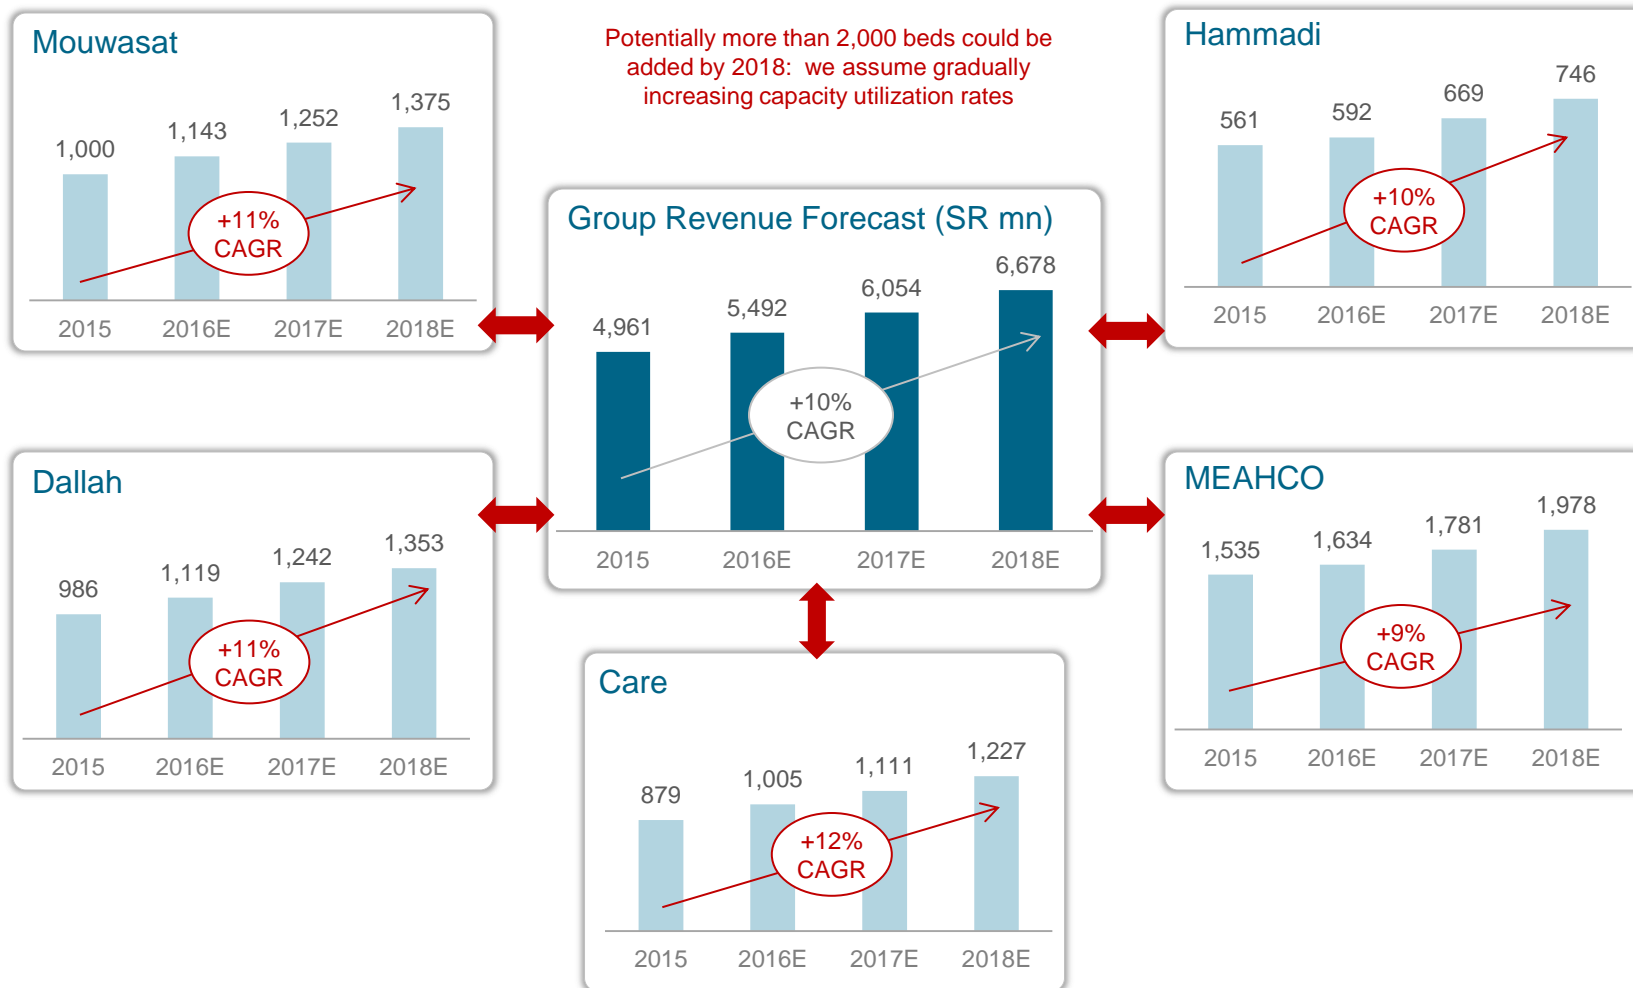 Mouwasat
1,000
1,143
1,252
1,375
+11%
CAGR
2015
2016E
2017E
2018E
Potentially more than 2,000 beds could be
added by 2018:  we assume gradually
increasing capacity utilization rates
Hammadi
561
592
669
746
+10%
CAGR
2015
2016E
2017E
2018E
Group Revenue Forecast (SR mn)
4,961
5,492
6,054
6,678
+10%
CAGR
2015
2016E
2017E
2018E
Dallah
986
1,119
1,242
1,353
+11%
CAGR
2015
2016E
2017E
2018E
MEAHCO
1,535
1,634
1,781
1,978
+9%
CAGR
2015
2016E
2017E
2018E
Care
879
1,005
1,111
1,227
+12%
CAGR
2015
2016E
2017E
2018E